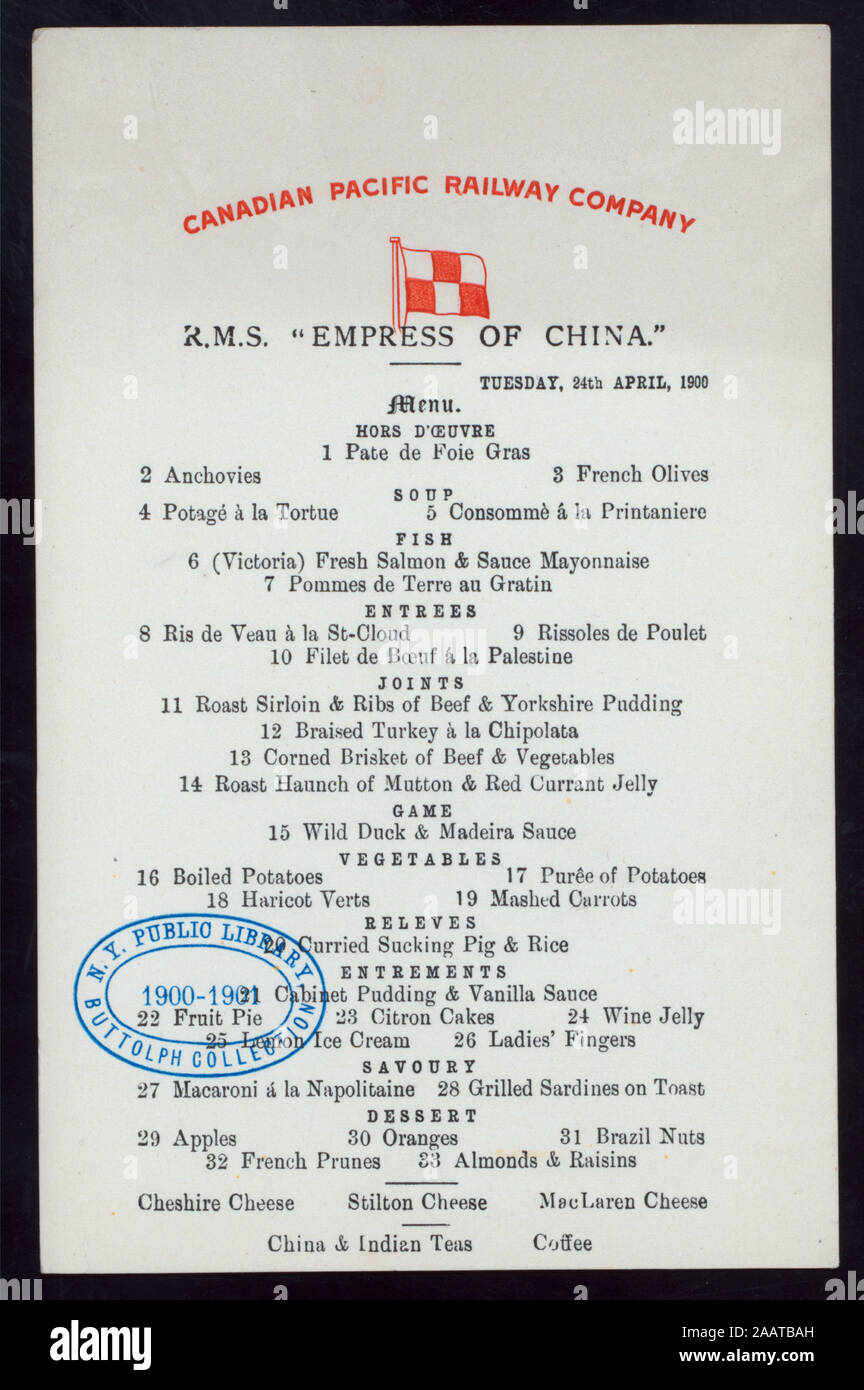 CANADIAN PACIFIC RAILWAY COMPANY
R.M.S. "EMPRESS OF CHINA."
TUESDAY, 24th APRIL, 1900
Menu.
HORS D'ŒUVRE
1 Pate de Foie Gras
2 Anchovies 3 French Olives
SOUP
4 Potagé à la Tortue 5 Consommè á la Printaniere
FISH
6 (Victoria) Fresh Salmon & Sauce Mayonnaise
7 Pommes de Terre au Gratin
ENTREES
8 Ris de Veau à la St-Cloud 9 Rissoles de Poulet
10 Filet de Bœuf á la Palestine
JOINTS
11 Roast Sirloin & Ribs of Beef & Yorkshire Pudding
12 Braised Turkey à la Chipolata
13 Corned Brisket of Beef & Vegetables
14 Roast Haunch of Mutton & Red Currant Jelly
GAME
15 Wild Duck & Madeira Sauce
VEGETABLES
16 Boiled Potatoes 17 Purêe of Potatoes
18 Haricot Verts 19 Mashed Carrots
RELEVES
20 Curried Sucking Pig & Rice
ENTREMENTS
21 Cabinet Pudding & Vanilla Sauce
22 Fruit Pie 23 Citron Cakes 24 Wine Jelly
25 Lemon Ice Cream 26 Ladies' Fingers
SAVOURY
27 Macaroni á la Napolitaine 28 Grilled Sardines on Toast
DESSERT
29 Apples 30 Oranges 31 Brazil Nuts
32 French Prunes 33 Almonds & Raisins
Cheshire Cheese Stilton Cheese MacLaren Cheese
China & Indian Teas Coffee
N.Y. PUBLIC LIBRARY,
1900-1901
BUTTOLPH COLLECTION
alamy
Image ID: 2AATBAH
www.alamy.com